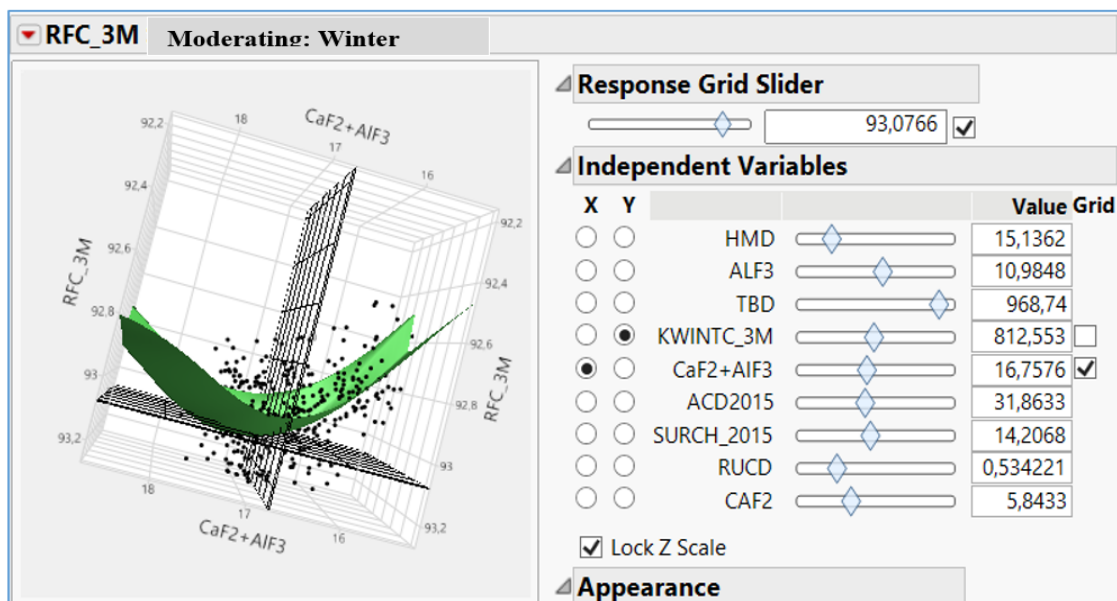 RFC_3M Moderating: Winter
CaF2+AlF3
92,2
18
17
16
92,2
92,4
92,4
92,6
RFC_3M
92,6
92,8
RFC_3M
92,8
93
93
93,2
18
17
16
93,2
CaF2+AlF3
Response Grid Slider
93,0766
Independent Variables
X Y Value Grid
HMD 15,1362
ALF3 10,9848
TBD 968,74
KWINTC_3M 812,553
CaF2+AlF3 16,7576
ACD2015 31,8633
SURCH_2015 14,2068
RUCD 0,534221
CAF2 5,8433
Lock Z Scale
Appearance